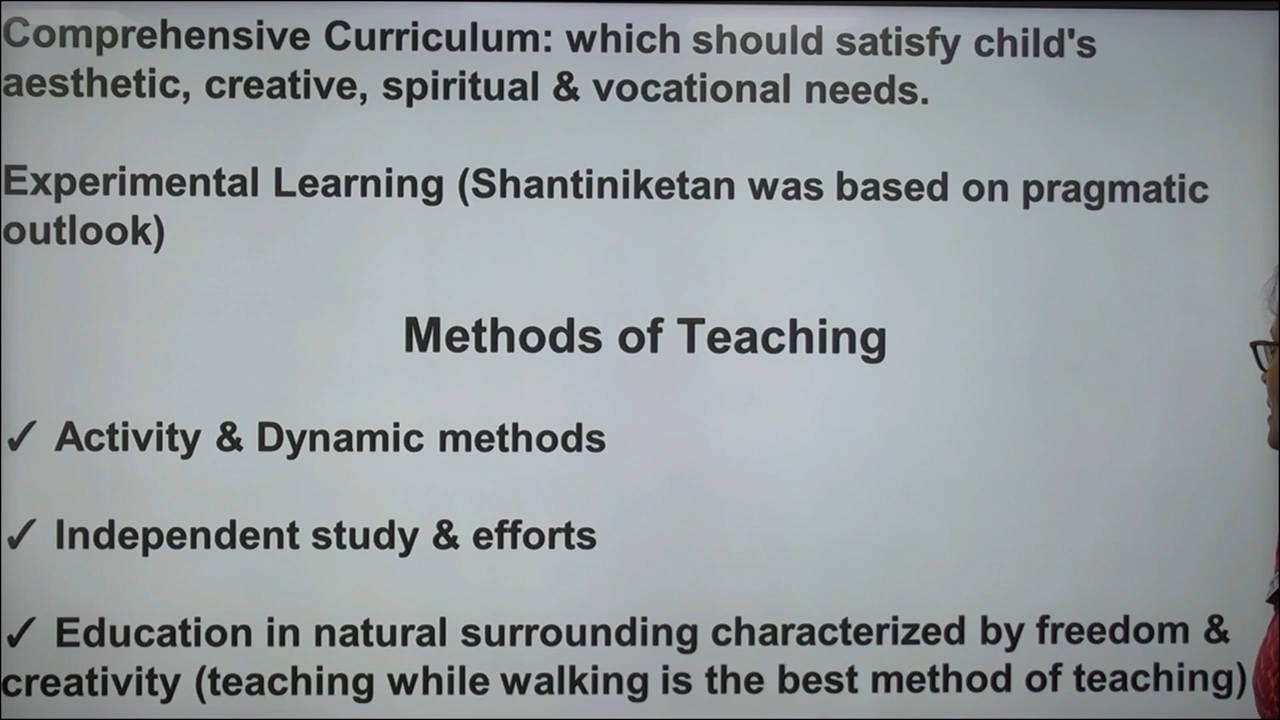 Comprehensive Curriculum: which should satisfy child's
aesthetic, creative, spiritual & vocational needs.
Experimental Learning (Shantiniketan was based on pragmatic
outlook)
Methods of Teaching
✓ Activity & Dynamic methods
✓ Independent study & efforts
✓ Education in natural surrounding characterized by freedom &
creativity (teaching while walking is the best method of teaching)